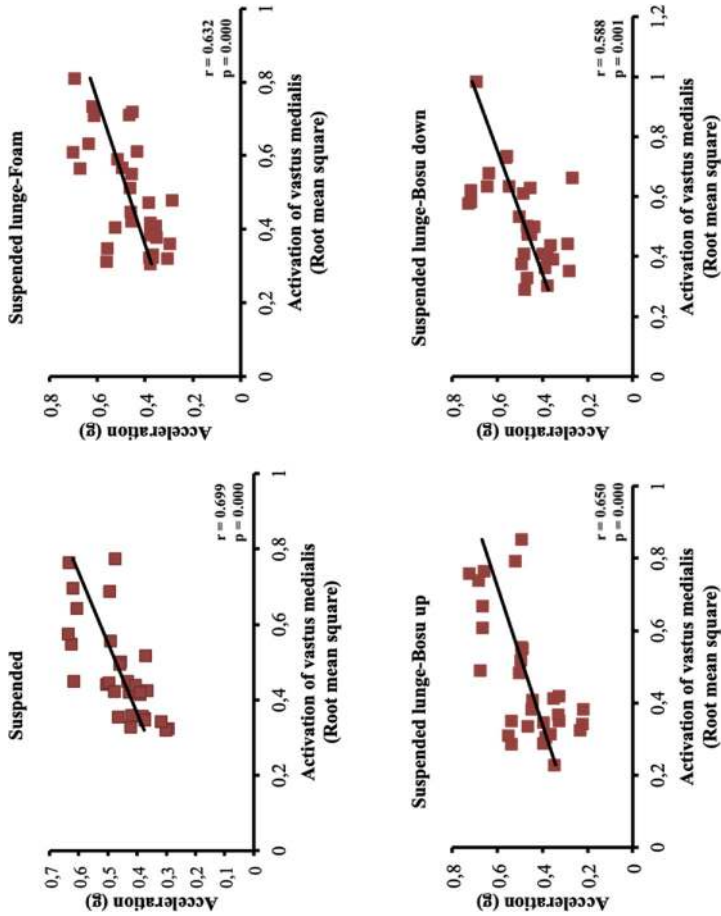 Suspended
0,7
0,6
0,5
0,4
0,3
0,2
0,1
0
Acceleration (g)
0
0,2
0,4
0,6
0,8
1
Activation of vastus medialis
(Root mean square)
r = 0.699
p = 0.000
Suspended lunge-Foam
0,8
0,6
0,4
0,2
0
Acceleration (g)
0
0,2
0,4
0,6
0,8
1
Activation of vastus medialis
(Root mean square)
r = 0.632
p = 0.000
Suspended lunge-Bosu up
0,8
0,6
0,4
0,2
0
Acceleration (g)
0
0,2
0,4
0,6
0,8
1
Activation of vastus medialis
(Root mean square)
r = 0.650
p = 0.000
Suspended lunge-Bosu down
0,8
0,6
0,4
0,2
0
Acceleration (g)
0
0,2
0,4
0,6
0,8
1
1,2
Activation of vastus medialis
(Root mean square)
r = 0.588
p = 0.001